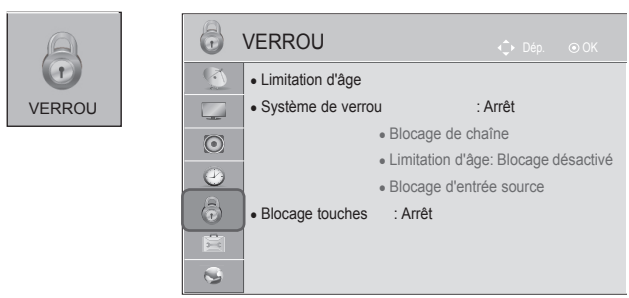 VERROU
VERROU
Dép.
OK
• Limitation d'âge
• Système de verrou : Arrêt
• Blocage de chaîne
• Limitation d'âge: Blocage désactivé
• Blocage d'entrée source
• Blocage touches : Arrêt